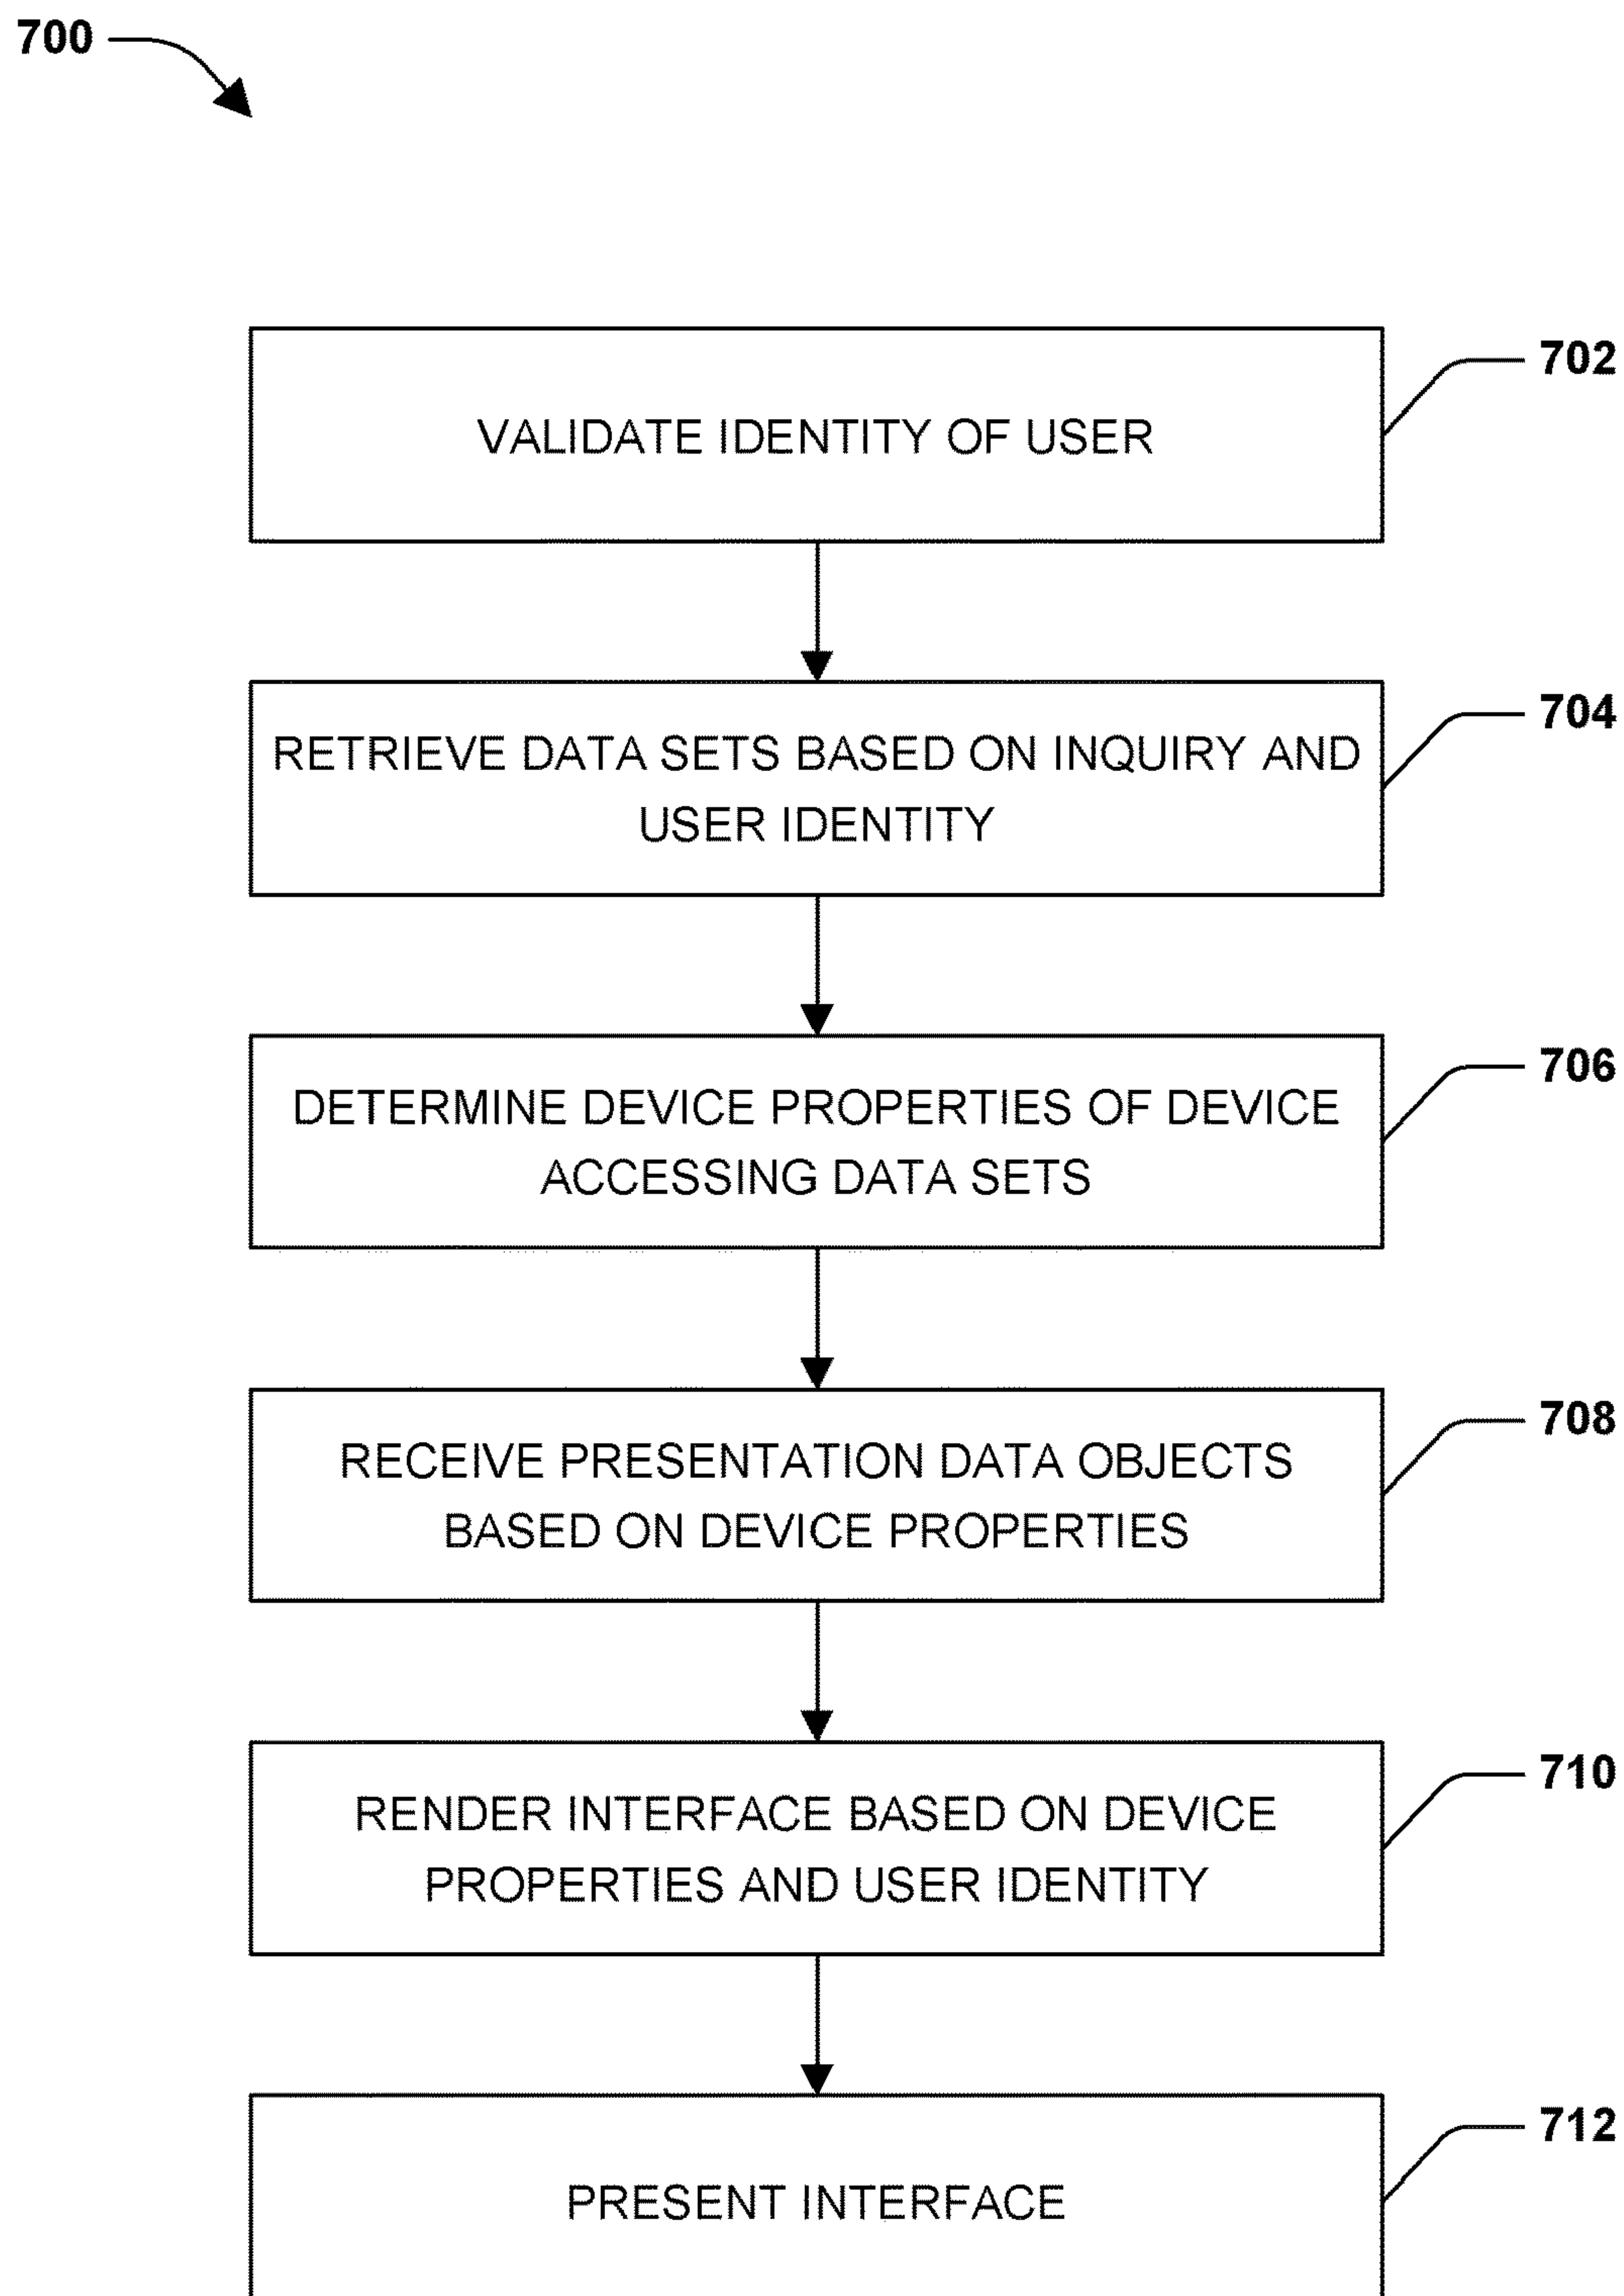 700
702
VALIDATE IDENTITY OF USER
704
RETRIEVE DATA SETS BASED ON INQUIRY AND
USER IDENTITY
706
DETERMINE DEVICE PROPERTIES OF DEVICE
ACCESSING DATA SETS
708
RECEIVE PRESENTATION DATA OBJECTS
BASED ON DEVICE PROPERTIES
710
RENDER INTERFACE BASED ON DEVICE
PROPERTIES AND USER IDENTITY
712
PRESENT INTERFACE